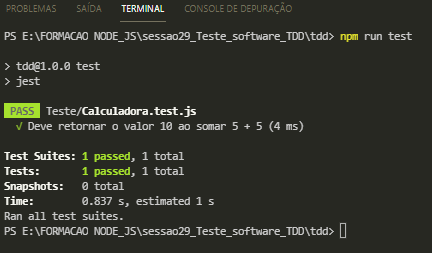 PROBLEMAS SAÍDA TERMINAL CONSOLE DE DEPURAÇÃO
PS E:\FORMACAO NODE_JS\sessao29_Teste_software_TDD\tdd> npm run test
> tdd@1.0.0 test
> jest
PASS Teste/Calculadora.test.js
√ Deve retornar o valor 10 ao somar 5 + 5 (4 ms)
Test Suites: 1 passed, 1 total
Tests: 1 passed, 1 total
Snapshots: 0 total
Time: 0.837 s, estimated 1 s
Ran all test suites.
PS E:\FORMACAO NODE_JS\sessao29_Teste_software_TDD\tdd>